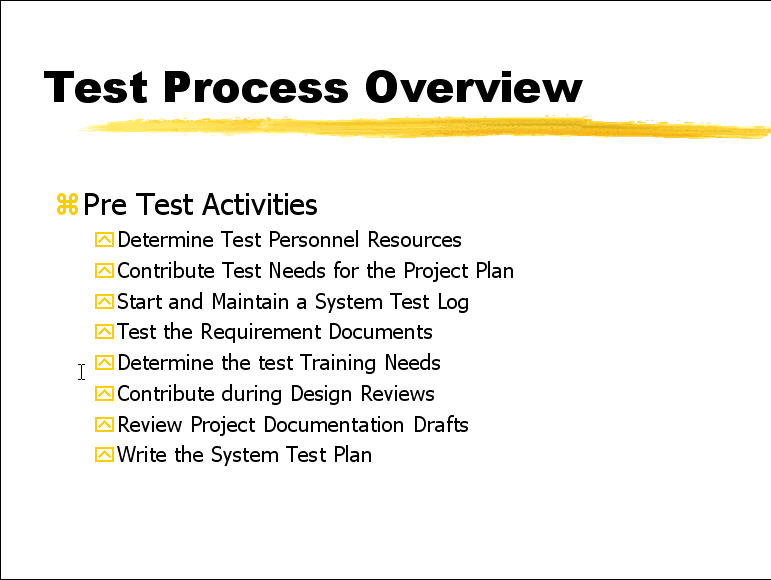 Test Process Overview
Pre Test Activities
Determine Test Personnel Resources
Contribute Test Needs for the Project Plan
Start and Maintain a System Test Log
Test the Requirement Documents
Determine the test Training Needs
Contribute during Design Reviews
Review Project Documentation Drafts
Write the System Test Plan